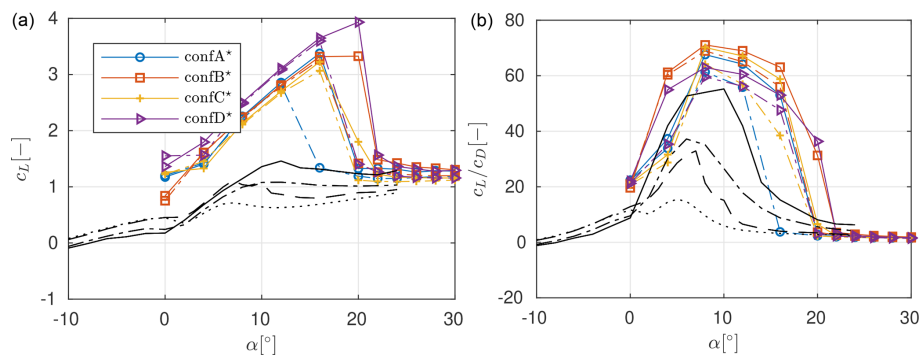 (a)
4
3
2
1
0
-1
c_L[−]
confA⋆
confB⋆
confC⋆
confD⋆
-10 0 10 20 30
α[°]
(b)
80
60
40
20
0
-20
c_L/c_D[−]
-10 0 10 20 30
α[°]